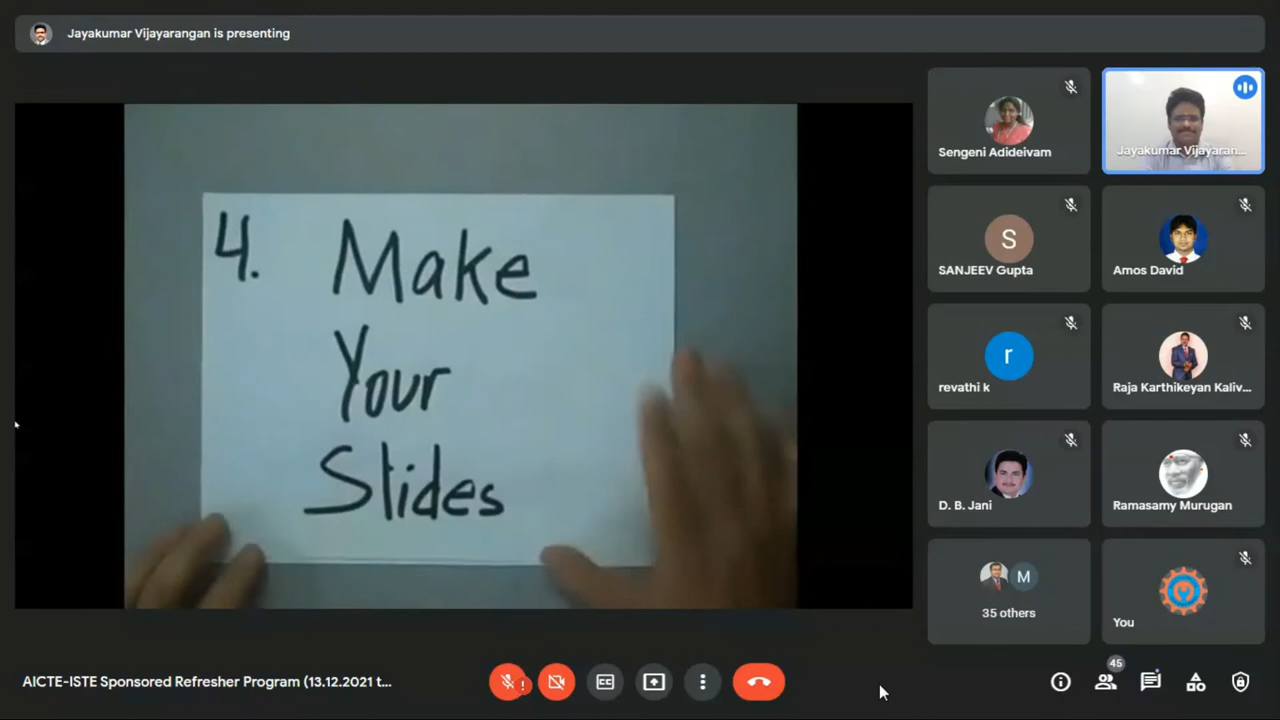 Jayakumar Vijayarangan is presenting
4. Make
Your
Slides
Sengeni Adideivam
Jayakumar Vijayaran...
S
SANJEEV Gupta
Amos David
r
revathi k
Raja Karthikeyan Kaliv...
D. B. Jani
Ramasamy Murugan
M
35 others
You
AICTE-ISTE Sponsored Refresher Program (13.12.2021 t...
CC
45